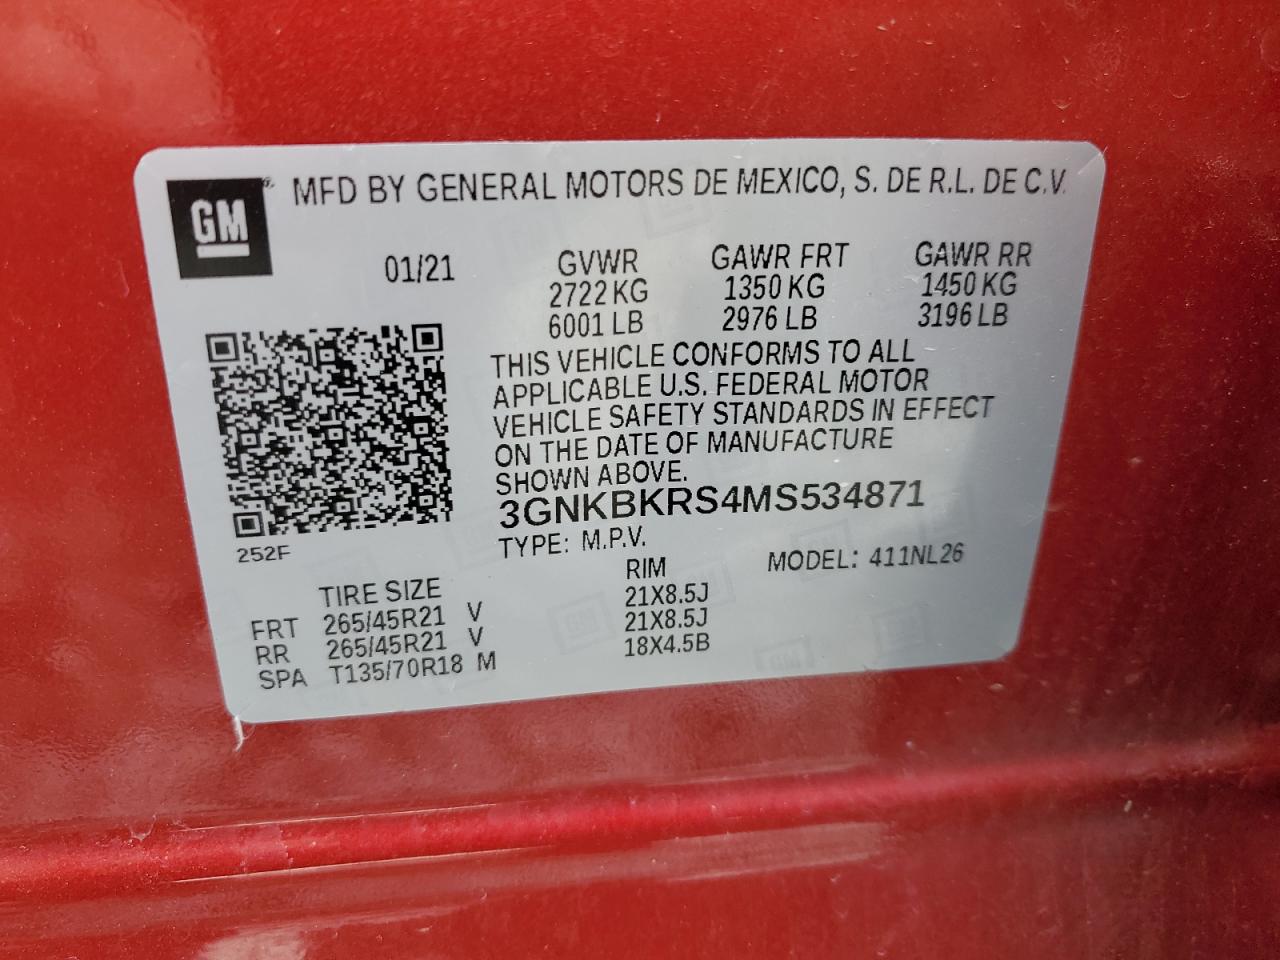 GM
MFD BY GENERAL MOTORS DE MEXICO, S. DE R.L. DE C.V.
01/21
GVWR GAWR FRT GAWR RR
2722 KG 1350 KG 1450 KG
6001 LB 2976 LB 3196 LB
THIS VEHICLE CONFORMS TO ALL
APPLICABLE U.S. FEDERAL MOTOR
VEHICLE SAFETY STANDARDS IN EFFECT
ON THE DATE OF MANUFACTURE
SHOWN ABOVE.
3GNKBKRS4MS534871
252F
TYPE: M.P.V. MODEL: 411NL26
TIRE SIZE RIM
FRT 265/45R21 V 21X8.5J
RR 265/45R21 V 21X8.5J
SPA T135/70R18 M 18X4.5B